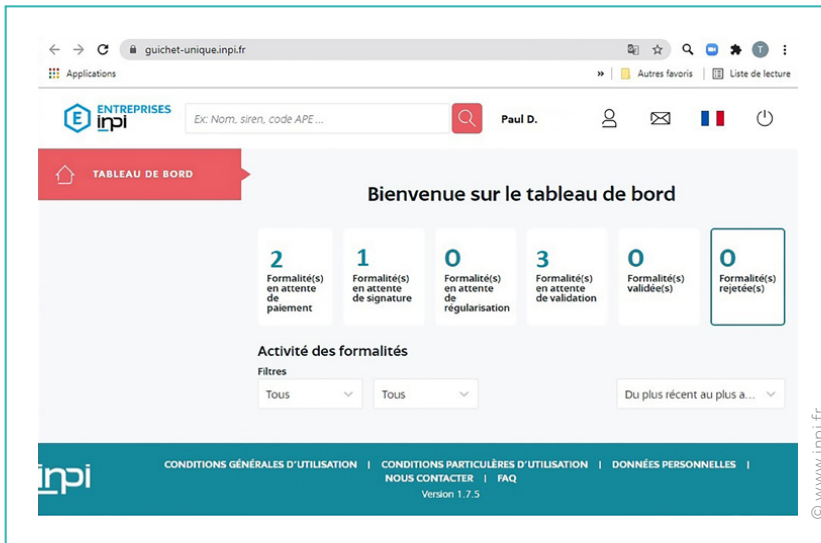 guichet-unique.inpi.fr
Applications
»
Autres favoris
Liste de lecture
E
ENTREPRISES
inpi
Ex: Nom, siren, code APE ...
Paul D.
T
TABLEAU DE BORD
Bienvenue sur le tableau de bord
2
Formalité(s)
en attente
de
paiement
1
Formalité(s)
en attente
de signature
0
Formalité(s)
en attente
de
régularisation
3
Formalité(s)
en attente
de validation
0
Formalité(s)
validée(s)
0
Formalité(s)
rejetée(s)
Activité des formalités
Filtres
Tous
Tous
Du plus récent au plus a...
inpi
CONDITIONS GÉNÉRALES D'UTILISATION | CONDITIONS PARTICULIÈRES D'UTILISATION | DONNÉES PERSONNELLES |
NOUS CONTACTER | FAQ
Version 1.7.5
© www.inpi.fr